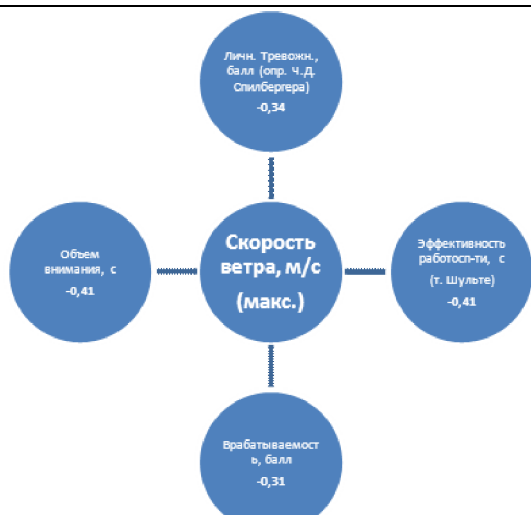 Личн. Тревожн.,
балл (опр. Ч.Д.
Спилбергера)
-0,34
Объем
внимания, с
-0,41
Скорость
ветра, м/с
(макс.)
Эффективность
работосп-ти, с
(т. Шульте)
-0,41
Врабатываемост
ь, балл
-0,31